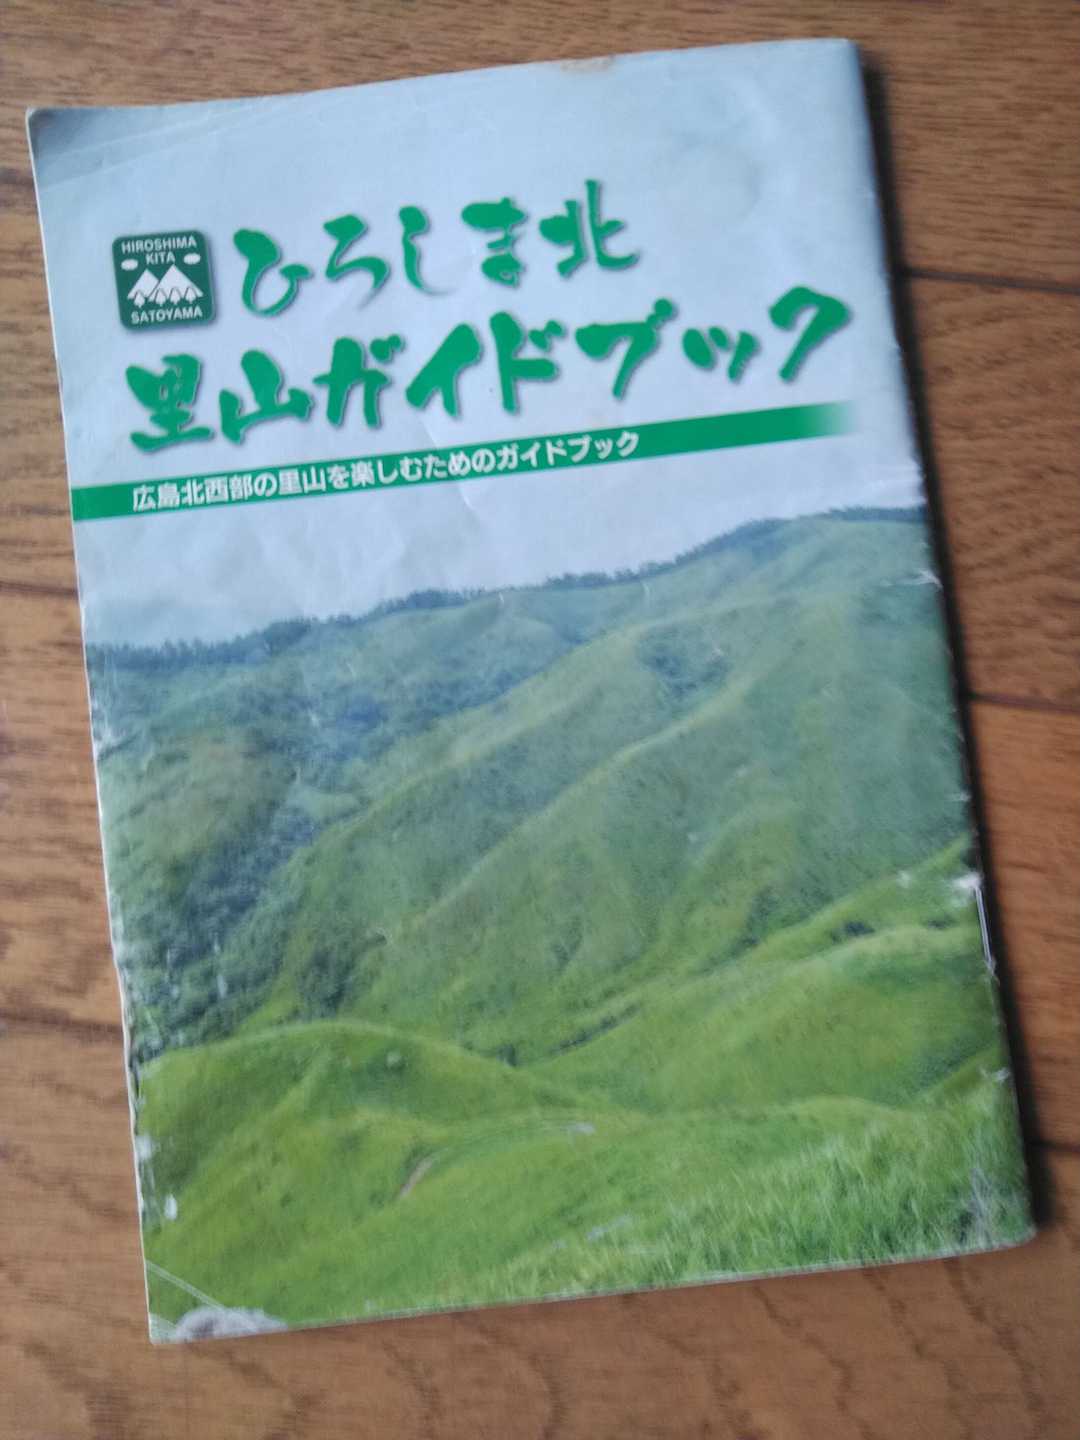 HIROSHIMA
KITA
SATOYAMA
ひろしま北
里山ガイドブック
広島北西部の里山を楽しむためのガイドブック